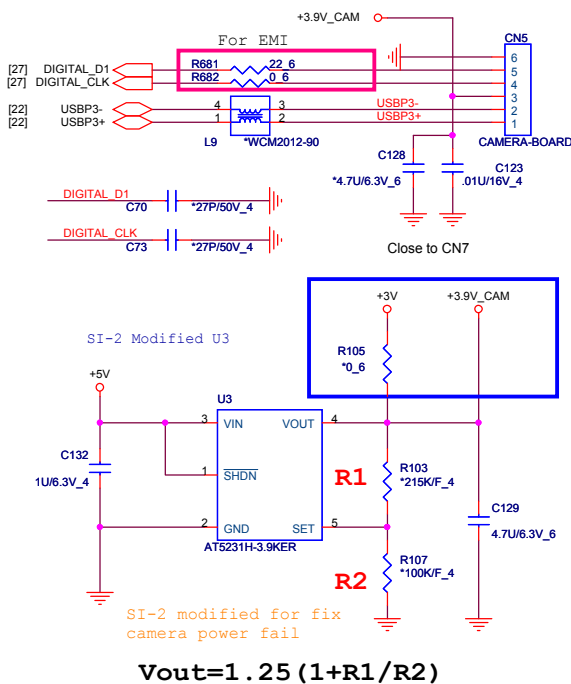 +3.9V_CAM
For EMI
CN5
[27] DIGITAL_D1 R681 22_6 6
[27] DIGITAL_CLK R682 0_6 5
4
3
[22] USBP3- 4 3 USBP3- 2
[22] USBP3+ 1 2 USBP3+ 1
L9 *WCM2012-90 CAMERA-BOARD
C128 C123
*4.7U/6.3V_6 .01U/16V_4
DIGITAL_D1
C70 *27P/50V_4
DIGITAL_CLK
C73 *27P/50V_4
Close to CN7
+3V +3.9V_CAM
SI-2 Modified U3
R105
*0_6
+5V
U3
3 VIN VOUT 4
C132
1U/6.3V_4
1 SHDN
R1 R103
*215K/F_4
C129
4.7U/6.3V_6
2 GND SET 5
AT5231H-3.9KER
R2 R107
*100K/F_4
SI-2 modified for fix
camera power fail
Vout=1.25(1+R1/R2)